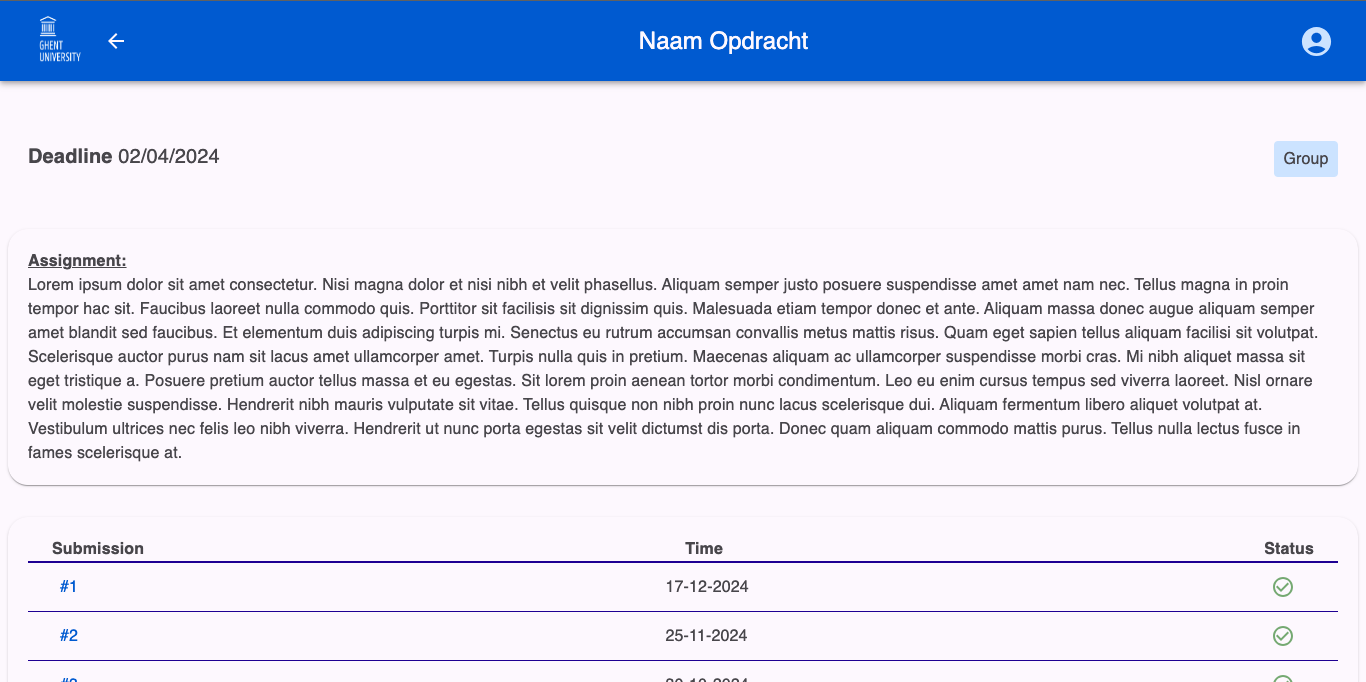 GHENT
UNIVERSITY
Naam Opdracht
Deadline 02/04/2024
Group
Assignment:
Lorem ipsum dolor sit amet consectetur. Nisi magna dolor et nisi nibh et velit phasellus. Aliquam semper justo posuere suspendisse amet amet nam nec. Tellus magna in proin
tempor hac sit. Faucibus laoreet nulla commodo quis. Porttitor sit facilisis sit dignissim quis. Malesuada etiam tempor donec et ante. Aliquam massa donec augue aliquam semper
amet blandit sed faucibus. Et elementum duis adipiscing turpis mi. Senectus eu rutrum accumsan convallis metus mattis risus. Quam eget sapien tellus aliquam facilisi sit volutpat.
Scelerisque auctor purus nam sit lacus amet ullamcorper amet. Turpis nulla quis in pretium. Maecenas aliquam ac ullamcorper suspendisse morbi cras. Mi nibh aliquet massa sit
eget tristique a. Posuere pretium auctor tellus massa et eu egestas. Sit lorem proin aenean tortor morbi condimentum. Leo eu enim cursus tempus sed viverra laoreet. Nisl ornare
velit molestie suspendisse. Hendrerit nibh mauris vulputate sit vitae. Tellus quisque non nibh proin nunc lacus scelerisque dui. Aliquam fermentum libero aliquet volutpat at.
Vestibulum ultrices nec felis leo nibh viverra. Hendrerit ut nunc porta egestas sit velit dictumst dis porta. Donec quam aliquam commodo mattis purus. Tellus nulla lectus fusce in
fames scelerisque at.
Submission Time Status
#1 17-12-2024
#2 25-11-2024